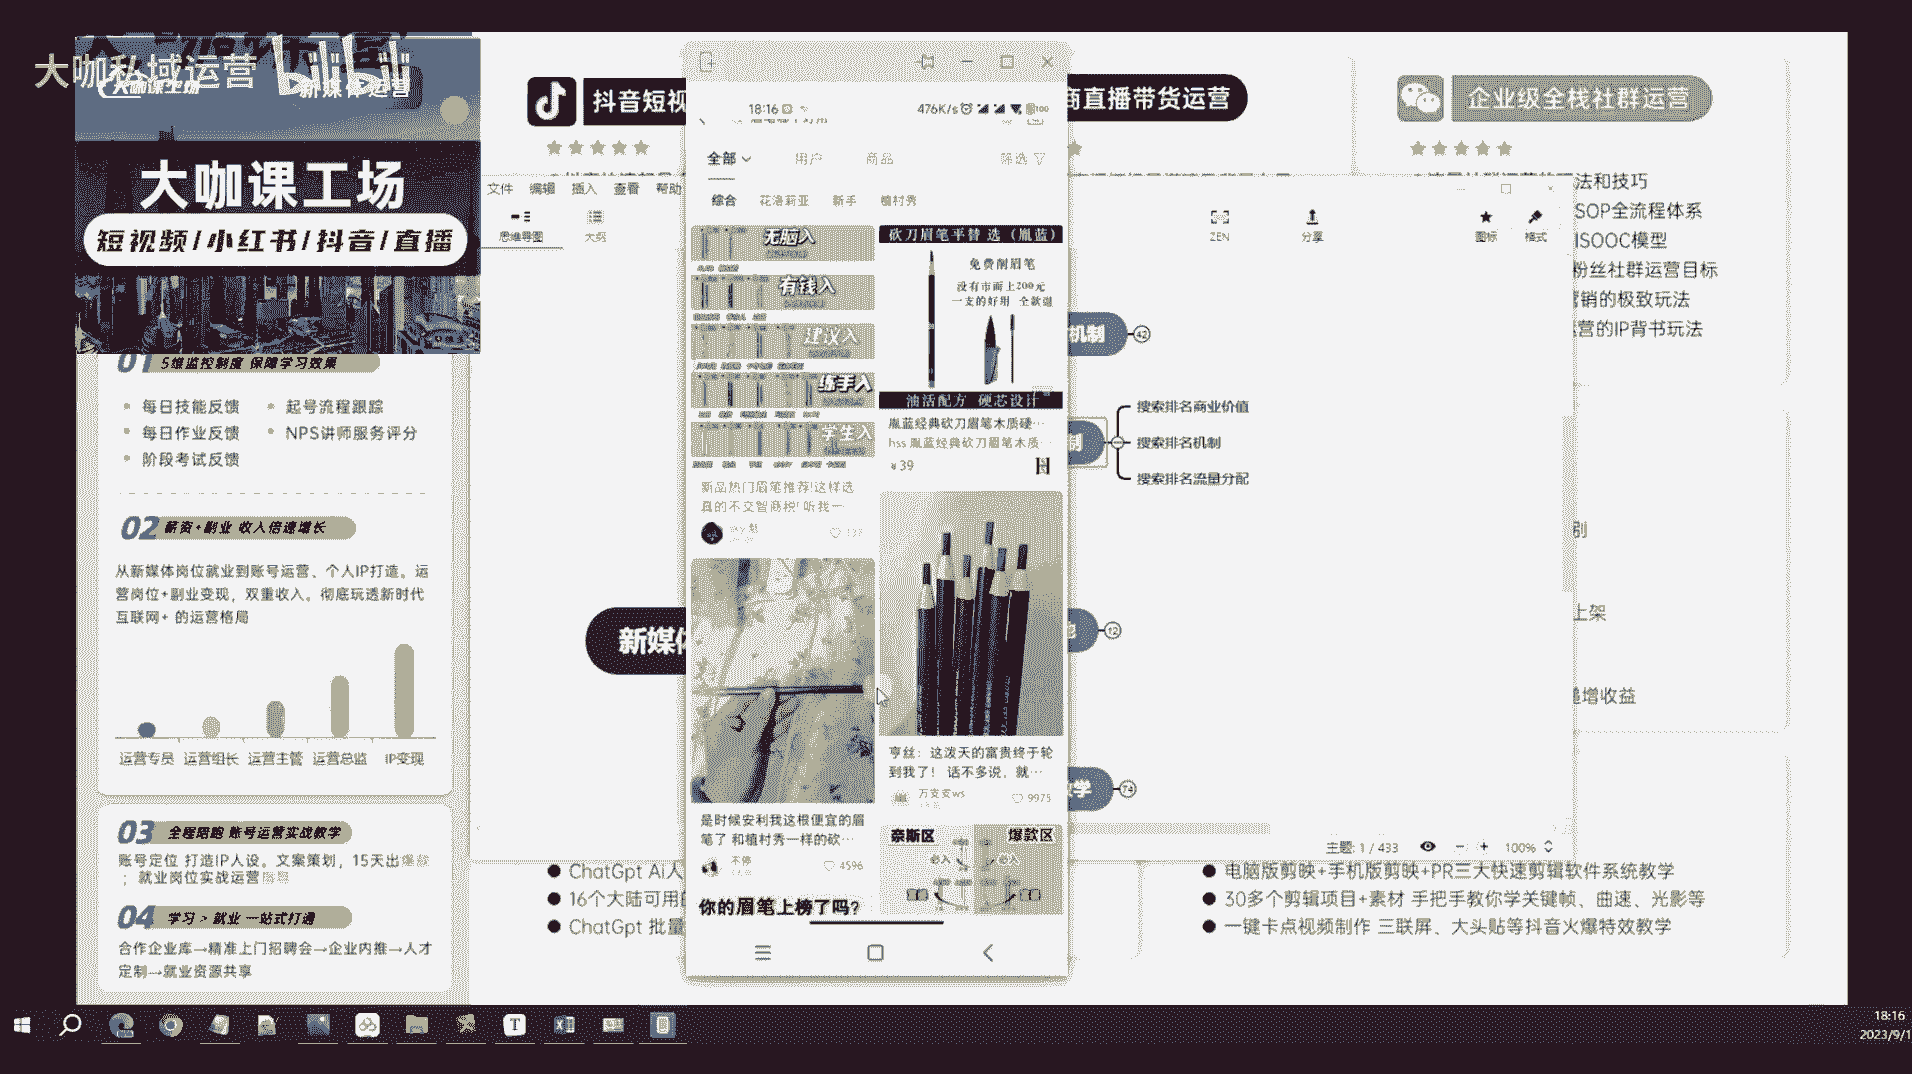 大咖私域运营
bilibili
新媒体运营
大咖课工场
短视频/小红书/抖音/直播
01 5维监控制度 保障学习效果
每日技能反馈
起号流程跟踪
每日作业反馈
NPS讲师服务评分
阶段考试反馈
02 薪资+副业 收入倍速增长
从新媒体岗位就业到账号运营、个人IP打造。运
营岗位+副业变现，双重收入。彻底玩透新时代
互联网+ 的运营格局
运营专员 运营组长 运营主管 运营总监 IP变现
03 全程陪跑 账号运营实战教学
账号定位 打造IP人设。文案策划，15天出爆款
；就业岗位实战运营
04 学习 > 就业 一站式打通
合作企业库→精准上门招聘会→企业内推→人才
定制→就业资源共享
抖音短视
商直播带货运营
企业级全栈社群运营
文件 编辑 插入 查看 帮助
思维导图
大纲
ZEN
分享
图标
格式
法和技巧
SOP全流程体系
ISOOC模型
粉丝社群运营目标
营销的极致玩法
运营的IP背书玩法
18:16
476K/s
100
全部
用户
商品
筛选
综合
花洛莉亚
新手
植村秀
无脑入
有钱入
建议入
练手入
学生入
新品热门眉笔推荐!这样选
真的不交智商税! 听我一
砍刀眉笔平替 选（胤蓝）
免费削眉笔
没有市面上200元
一支的好用 全款谢
油活配方 硬芯设计
胤蓝经典砍刀眉笔木质硬…
hss 胤蓝经典砍刀眉笔木质
¥39
是时候安利我这根便宜的眉
笔了 和植村秀一样的砍…
4596
亨丝：这泼天的富贵终于轮
到我了！ 话不多说，就…
9975
你的眉笔上榜了吗?
奈斯区
爆款区
必入
必入
机制
42
制
搜索排名商业价值
搜索排名机制
搜索排名流量分配
新媒体
12
学
74
上架
递增收益
主题: 1 / 433
100%
ChatGpt AI人
16个大陆可用的
ChatGpt 批量
电脑版剪映+手机版剪映+PR三大快速剪辑软件系统教学
30多个剪辑项目+素材 手把手教你学关键帧、曲速、光影等
一键卡点视频制作 三联屏、大头贴等抖音火爆特效教学
18:16
2023/9/1